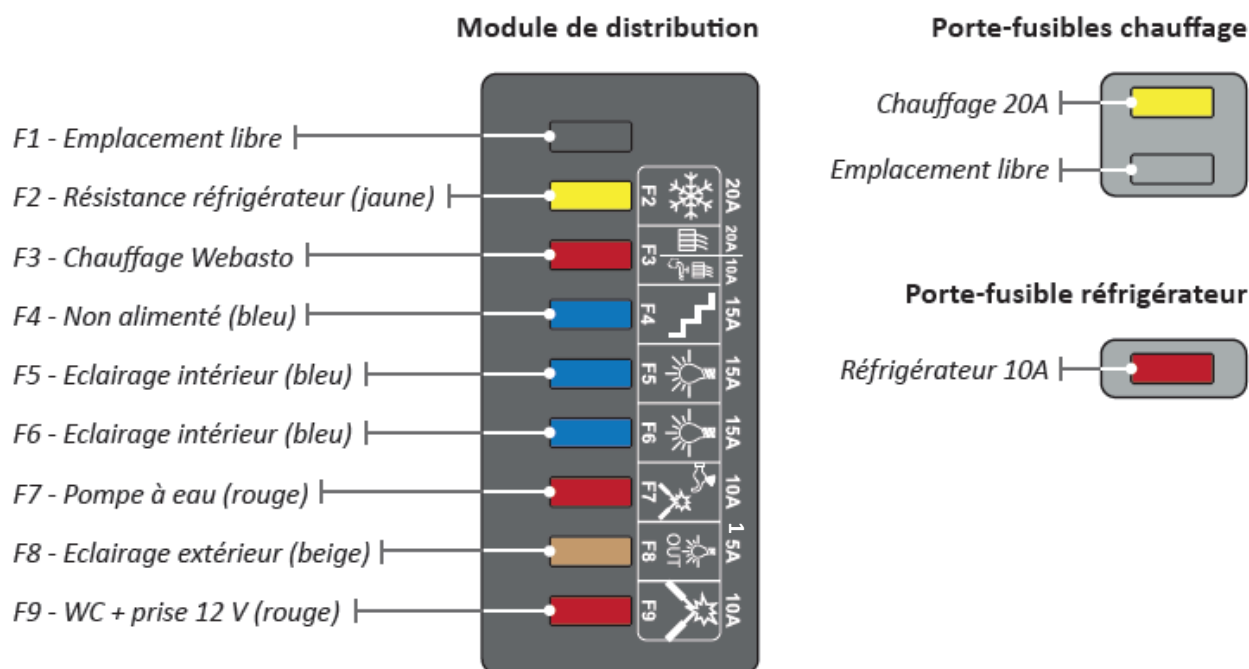 Module de distribution
F1 - Emplacement libre
F2 - Résistance réfrigérateur (jaune)
F3 - Chauffage Webasto
F4 - Non alimenté (bleu)
F5 - Eclairage intérieur (bleu)
F6 - Eclairage intérieur (bleu)
F7 - Pompe à eau (rouge)
F8 - Eclairage extérieur (beige)
F9 - WC + prise 12 V (rouge)
F2 20A
F3 20A 10A
F4 15A
F5 15A
F6 15A
F7 10A
F8 OUT 1 5A
F9 10A
Porte-fusibles chauffage
Chauffage 20A
Emplacement libre
Porte-fusible réfrigérateur
Réfrigérateur 10A